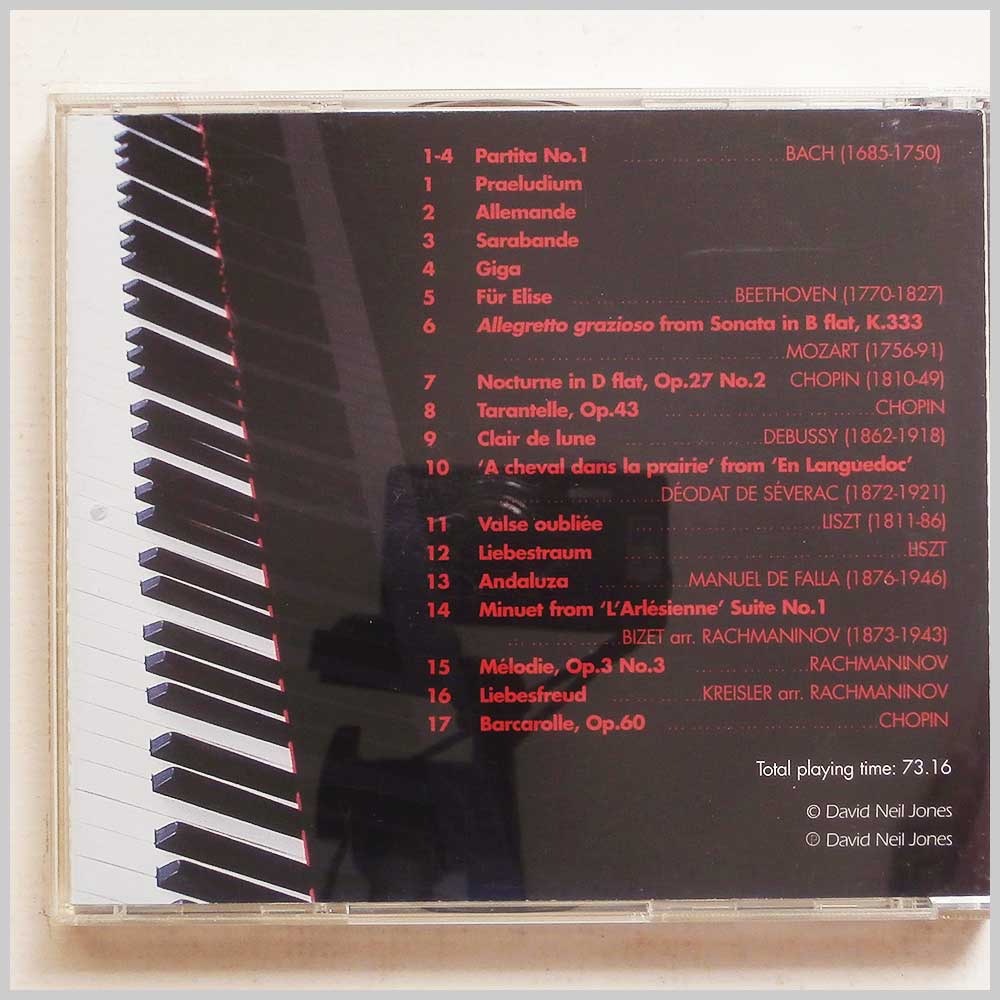 1-4 Partita No.1 BACH (1685-1750)
1 Praeludium
2 Allemande
3 Sarabande
4 Giga
5 Für Elise BEETHOVEN (1770-1827)
6 Allegretto grazioso from Sonata in B flat, K.333
MOZART (1756-91)
7 Nocturne in D flat, Op.27 No.2 CHOPIN (1810-49)
8 Tarantelle, Op.43 CHOPIN
9 Clair de lune DEBUSSY (1862-1918)
10 ‘A cheval dans la prairie’ from ‘En Languedoc’
DÉODAT DE SÉVERAC (1872-1921)
11 Valse oubliée LISZT (1811-86)
12 Liebestraum LISZT
13 Andaluza MANUEL DE FALLA (1876-1946)
14 Minuet from ‘L’Arlésienne’ Suite No.1
BIZET arr. RACHMANINOV (1873-1943)
15 Mélodie, Op.3 No.3 RACHMANINOV
16 Liebesfreud KREISLER arr. RACHMANINOV
17 Barcarolle, Op.60 CHOPIN
Total playing time: 73.16
© David Neil Jones
℗ David Neil Jones